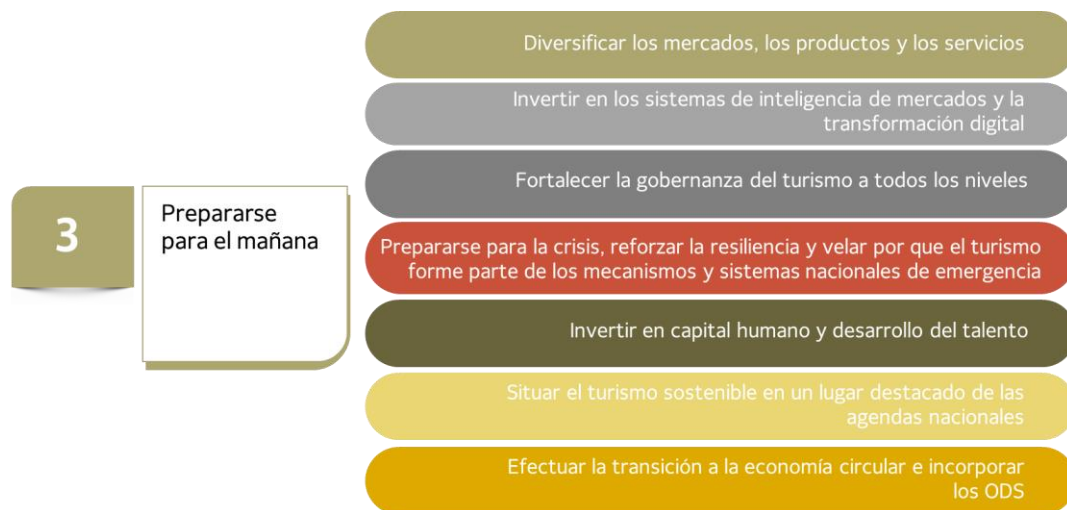 3
Prepararse
para el mañana
Diversificar los mercados, los productos y los servicios
Invertir en los sistemas de inteligencia de mercados y la
transformación digital
Fortalecer la gobernanza del turismo a todos los niveles
Prepararse para la crisis, reforzar la resiliencia y velar por que el turismo
forme parte de los mecanismos y sistemas nacionales de emergencia
Invertir en capital humano y desarrollo del talento
Situar el turismo sostenible en un lugar destacado de las
agendas nacionales
Efectuar la transición a la economía circular e incorporar
los ODS